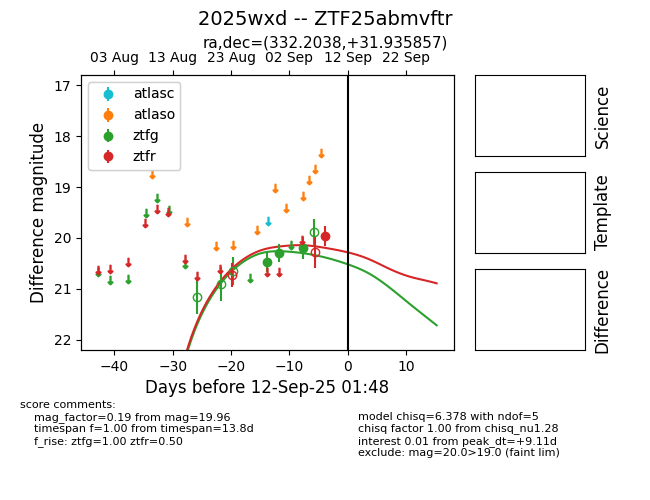 2025wxd -- ZTF25abmvftr
ra,dec=(332.2038,+31.935857)
03 Aug 13 Aug 23 Aug 02 Sep 12 Sep 22 Sep
17
18
19
20
21
22
Difference magnitude
atlasc
atlaso
ztfg
ztfr
−40 −30 −20 −10 0 10
Days before 12-Sep-25 01:48
Science
Template
Difference
score comments:
mag_factor=0.19 from mag=19.96
timespan f=1.00 from timespan=13.8d
f_rise: ztfg=1.00 ztfr=0.50
model chisq=6.378 with ndof=5
chisq factor 1.00 from chisq_nu1.28
interest 0.01 from peak_dt=+9.11d
exclude: mag=20.0>19.0 (faint lim)